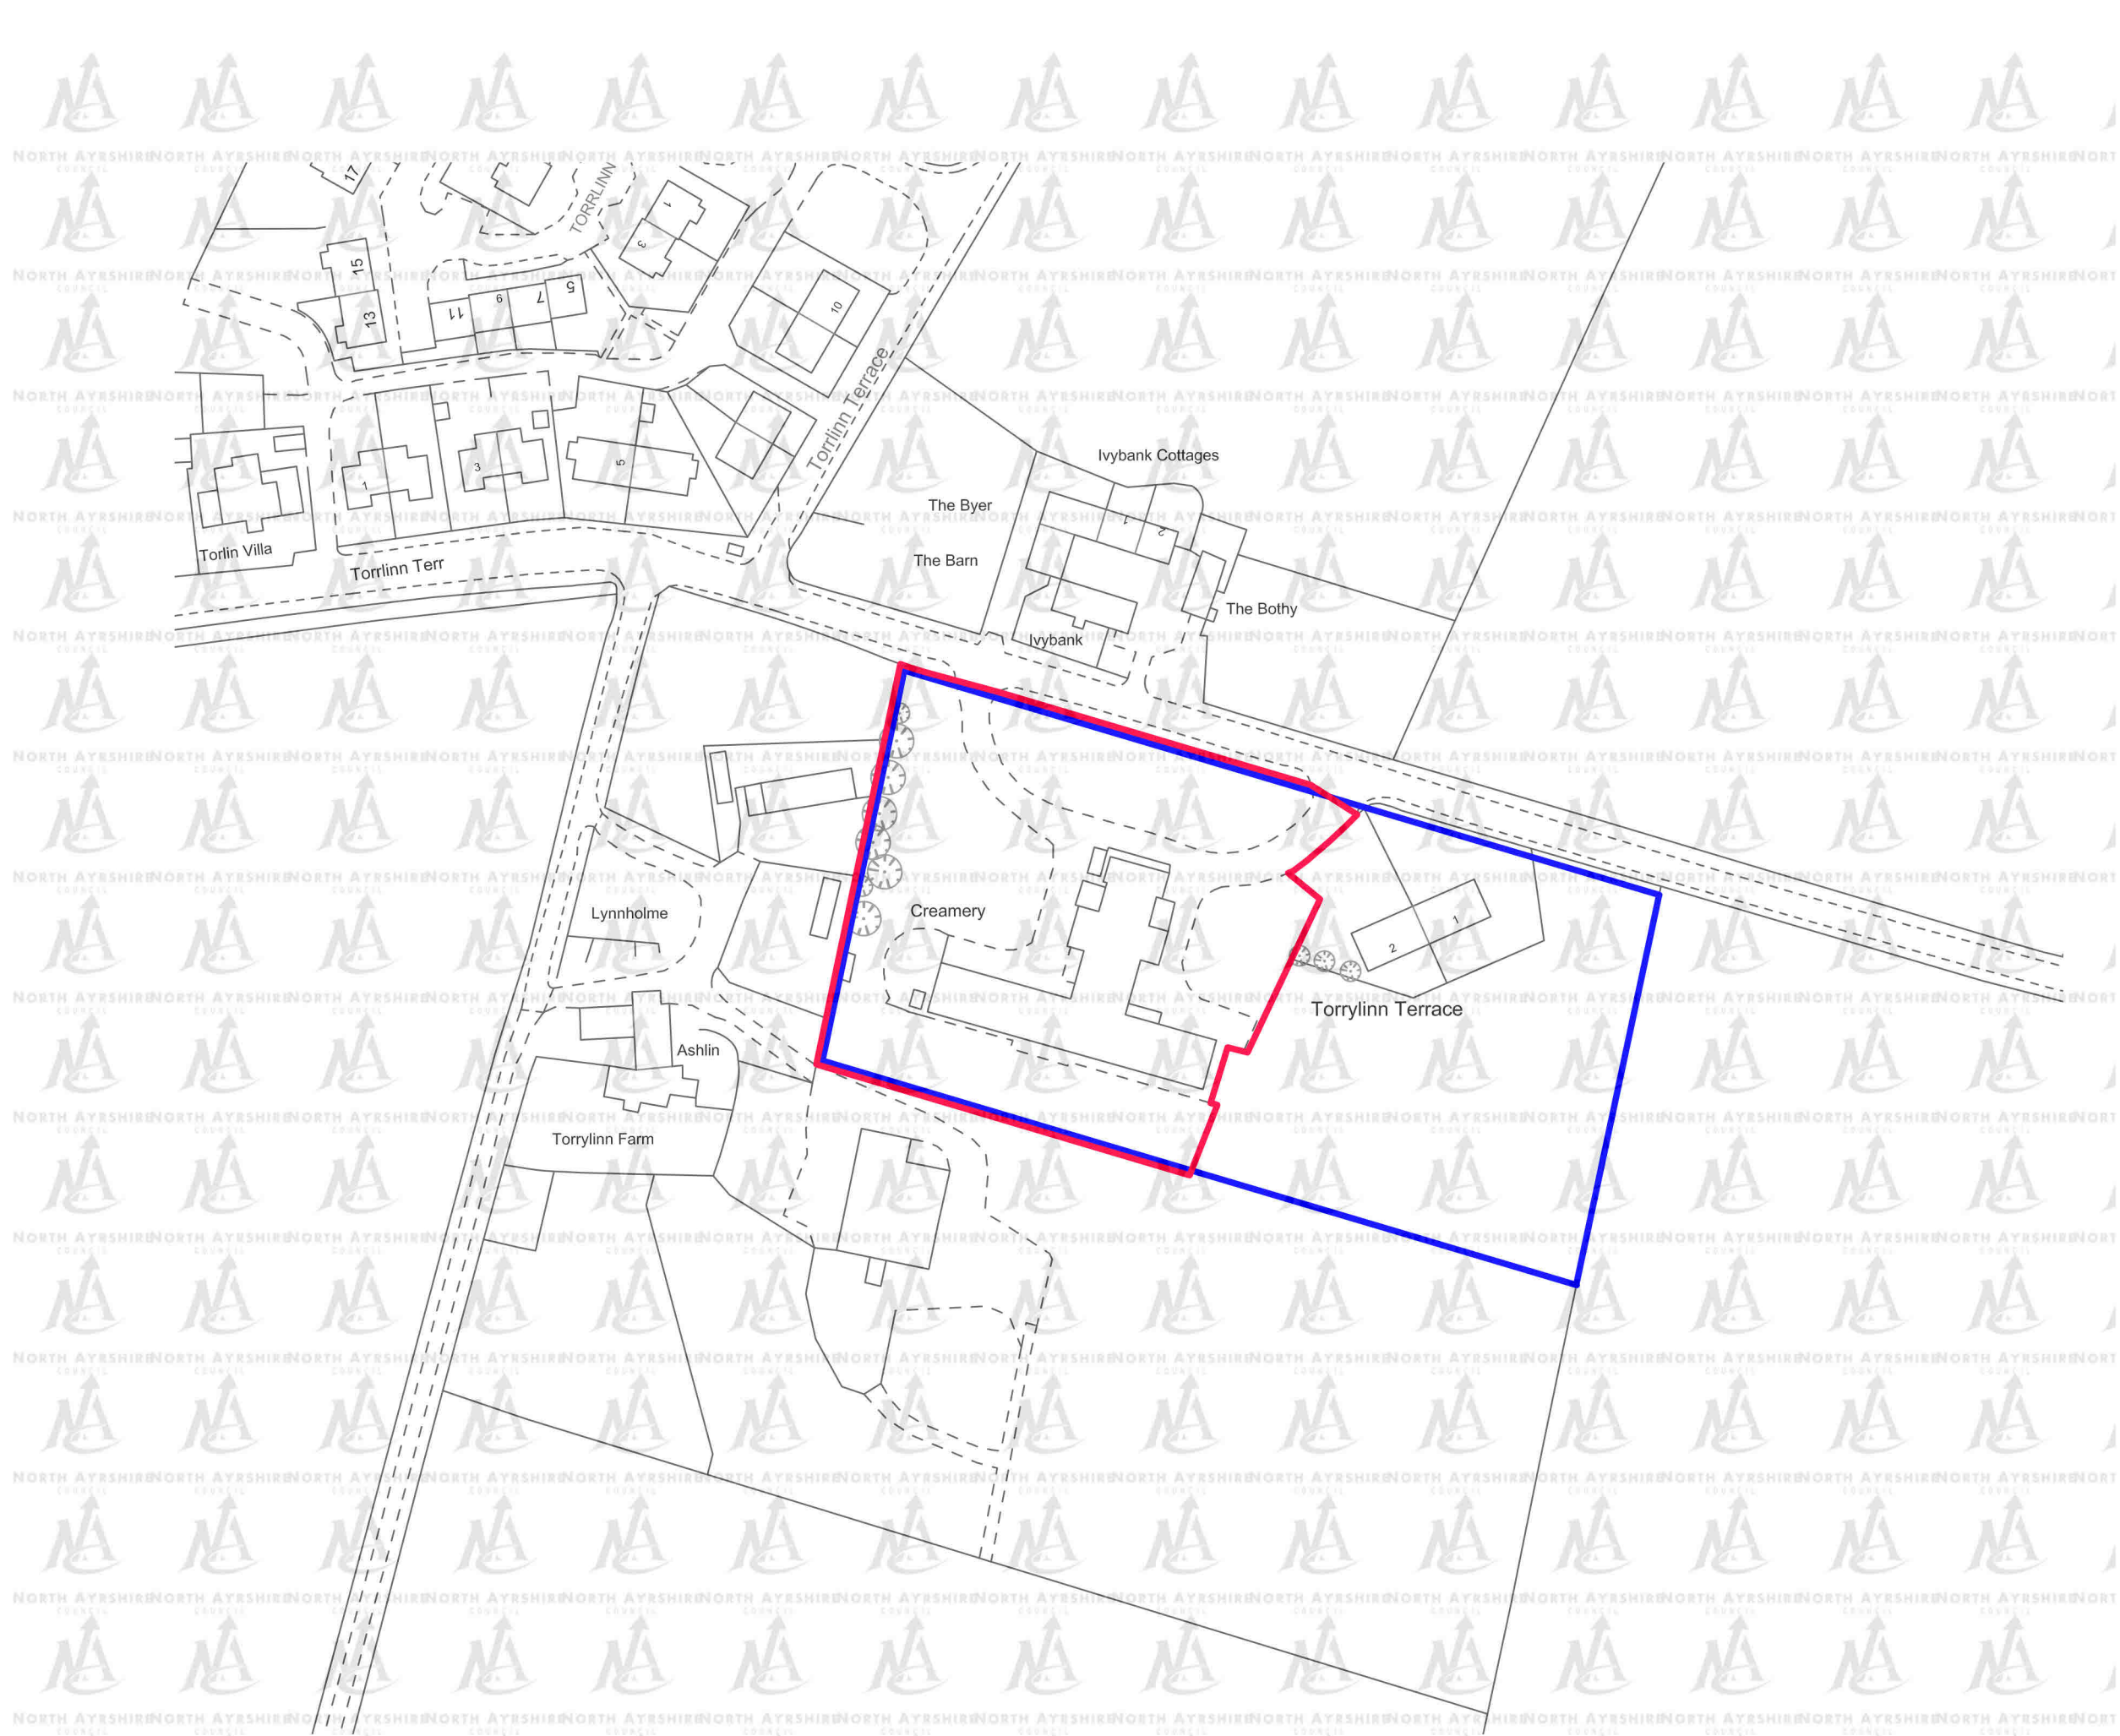 17
TORRLINN
1
3
15
13
11
9
7
5
10
Torrlinn Terrace
1
3
5
Torlin Villa
Torrlinn Terr
Ivybank Cottages
The Byer
1
2
The Barn
The Bothy
Ivybank
Creamery
Lynnholme
1
2
Torrylinn Terrace
Ashlin
Torrylinn Farm
NORTH AYRSHIRE
COUNCIL